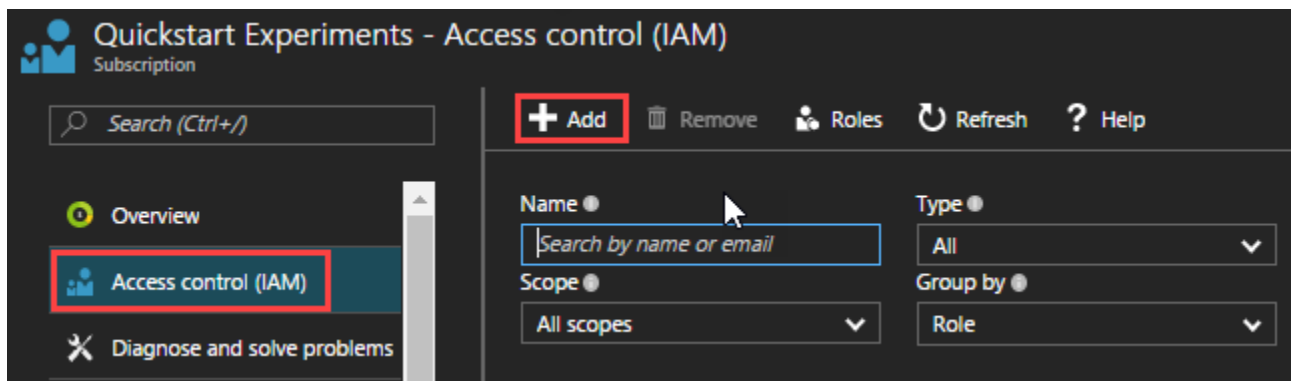 Quickstart Experiments - Access control (IAM)
Subscription
Search (Ctrl+/)
Add Remove Roles Refresh ? Help
Name Type
Search by name or email All
Overview
Scope Group by
Access control (IAM)
All scopes Role
Diagnose and solve problems